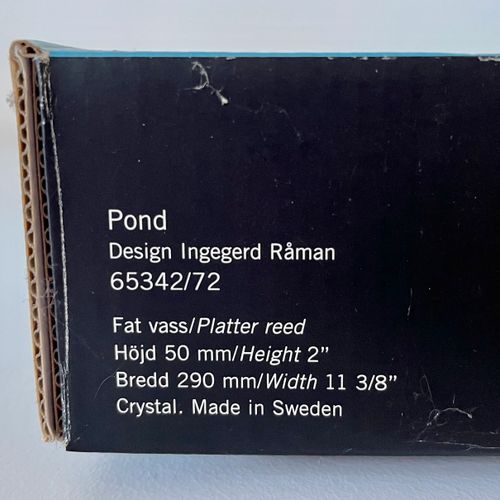 Pond
Design Ingegerd Råman
65342/72
Fat vass/Platter reed
Höjd 50 mm/Height 2”
Bredd 290 mm/Width 11 3/8”
Crystal. Made in Sweden